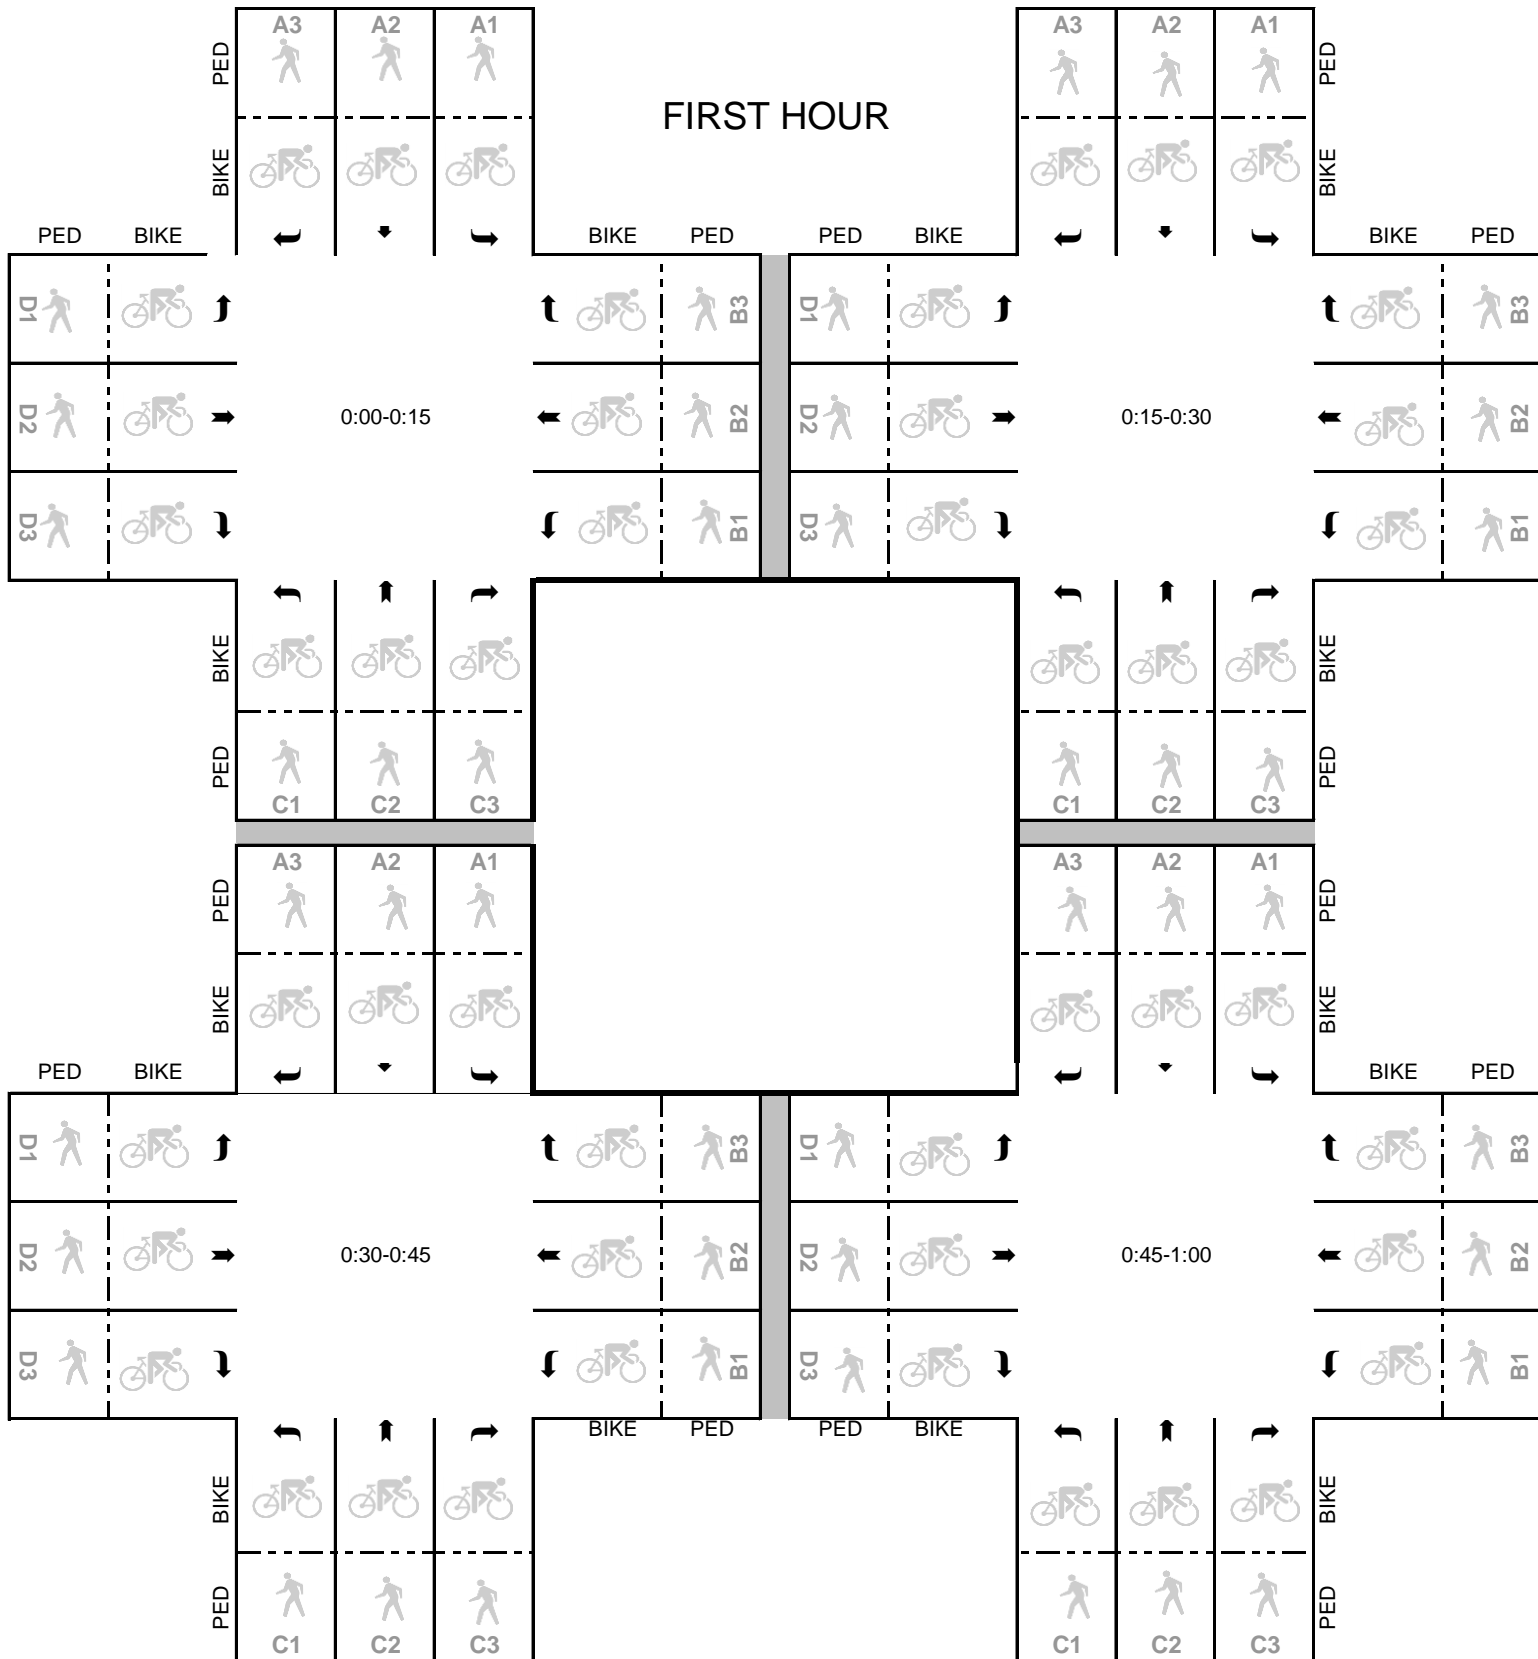 A3 A2 A1
A3 A2 A1
PED
PED
FIRST HOUR
BIKE
BIKE
PED BIKE
BIKE PED
PED BIKE
BIKE PED
D1
B3
D1
B3
D2
0:00-0:15
B2
D2
0:15-0:30
B2
D3
B1
D3
B1
BIKE
BIKE
PED
PED
C1 C2 C3
C1 C2 C3
A3 A2 A1
A3 A2 A1
PED
PED
BIKE
BIKE
PED BIKE
BIKE PED
D1
B3
D1
B3
D2
0:30-0:45
B2
D2
0:45-1:00
B2
D3
B1
D3
B1
BIKE PED
PED BIKE
BIKE
BIKE
PED
PED
C1 C2 C3
C1 C2 C3